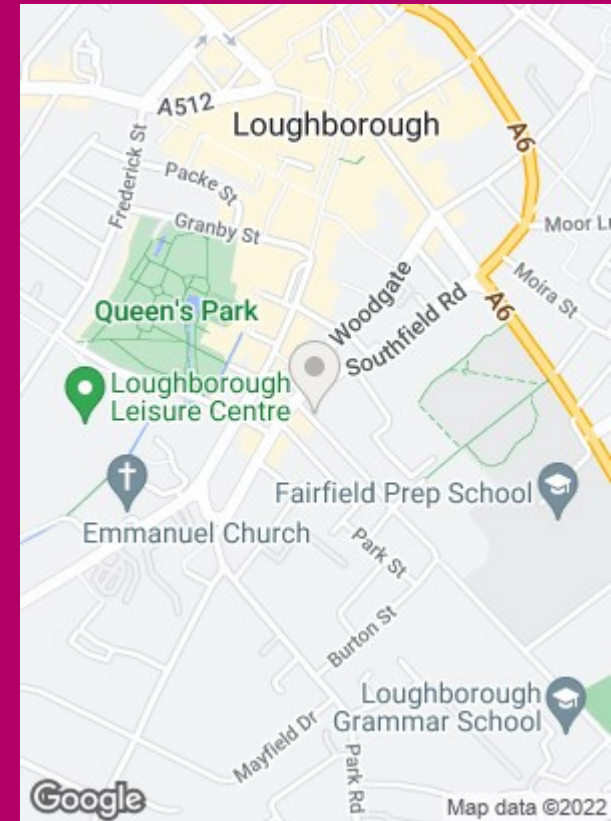 A512
Loughborough
A6
Frederick St
Packe St
Granby St
Moor Ln
Moira St
Woodgate
Southfield Rd
A6
Queen's Park
Loughborough
Leisure Centre
Fairfield Prep School
Emmanuel Church
Park St
Burton St
Loughborough
Grammar School
Mayfield Dr
Park Rd
Google
Map data ©2022